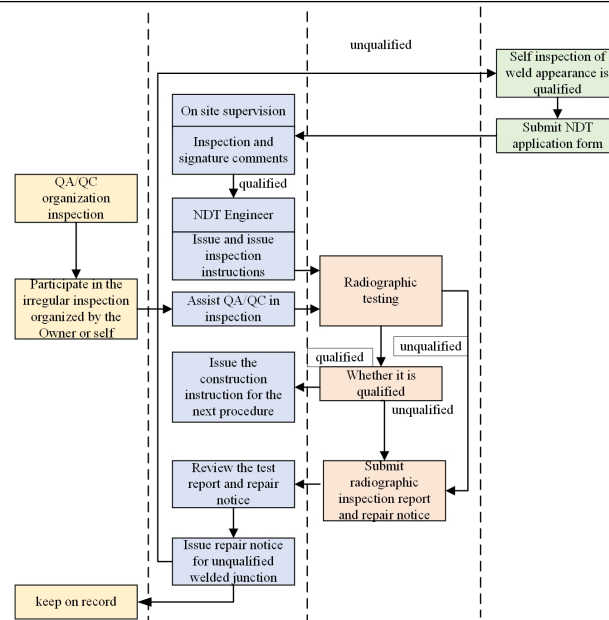 unqualified
Self inspection of
weld appearance is
qualified
On site supervision
Inspection and
signature comments
Submit NDT
application form
qualified
QA/QC
organization
inspection
NDT Engineer
Issue and issue
inspection
instructions
Participate in the
irregular inspection
organized by the
Owner or self
Assist QA/QC in
inspection
Radiographic
testing
qualified
unqualified
Issue the
construction
instruction for the
next procedure
Whether it is
qualified
unqualified
Review the test
report and repair
notice
Submit
radiographic
inspection report
and repair notice
Issue repair notice
for unqualified
welded junction
keep on record